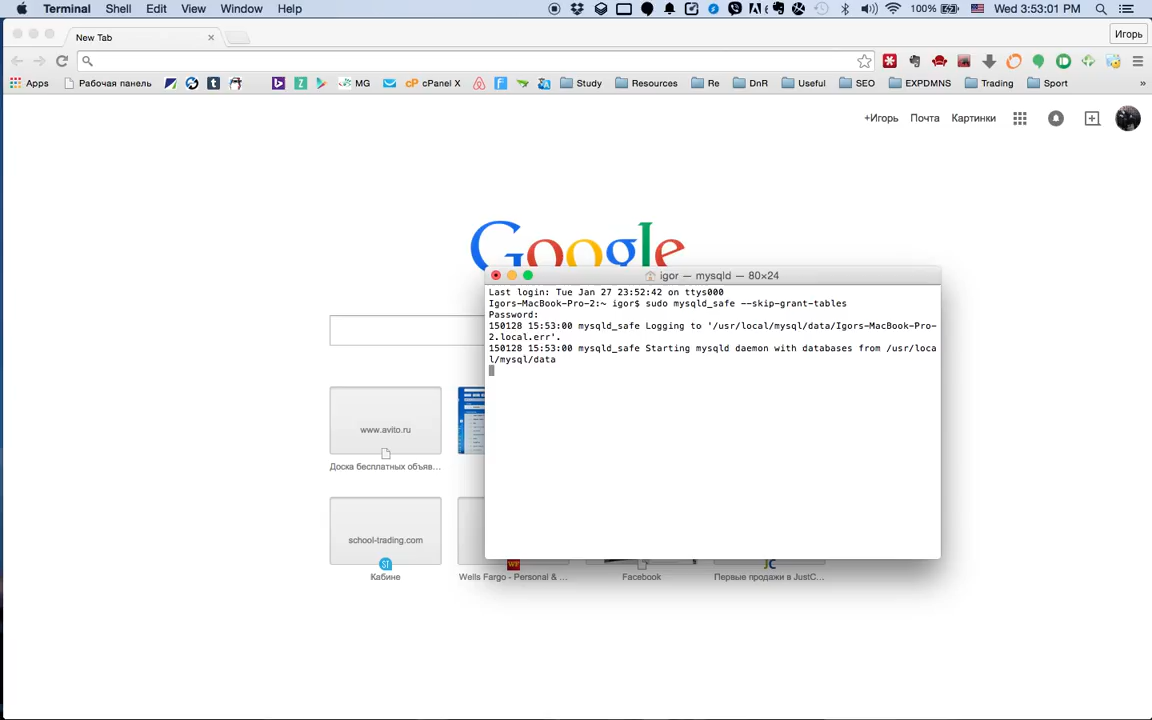 Terminal Shell Edit View Window Help 100% Wed 3:53:01 PM
New Tab
Игорь
Apps Рабочая панель MG cPanel X Study Resources Re DnR Useful SEO EXPDMNS Trading Sport »
+Игорь Почта Картинки
Google
igor — mysqld — 80×24
Last login: Tue Jan 27 23:52:42 on ttys000
Igors-MacBook-Pro-2:~ igor$ sudo mysqld_safe --skip-grant-tables
Password:
150128 15:53:00 mysqld_safe Logging to '/usr/local/mysql/data/Igors-MacBook-Pro-
2.local.err'.
150128 15:53:00 mysqld_safe Starting mysqld daemon with databases from /usr/loca
l/mysql/data
www.avito.ru
Доска бесплатных объяв...
school-trading.com
ST
Кабине
Wells Fargo - Personal & ...
Facebook
Первые продажи в JustC...